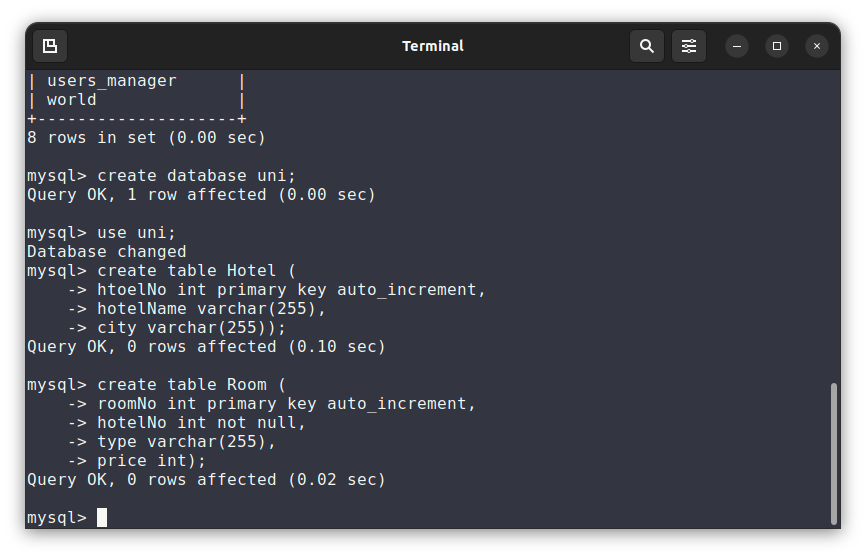 Terminal
| users_manager      |
| world              |
+--------------------+
8 rows in set (0.00 sec)
mysql> create database uni;
Query OK, 1 row affected (0.00 sec)
mysql> use uni;
Database changed
mysql> create table Hotel (
    -> htoelNo int primary key auto_increment,
    -> hotelName varchar(255),
    -> city varchar(255));
Query OK, 0 rows affected (0.10 sec)
mysql> create table Room (
    -> roomNo int primary key auto_increment,
    -> hotelNo int not null,
    -> type varchar(255),
    -> price int);
Query OK, 0 rows affected (0.02 sec)
mysql>